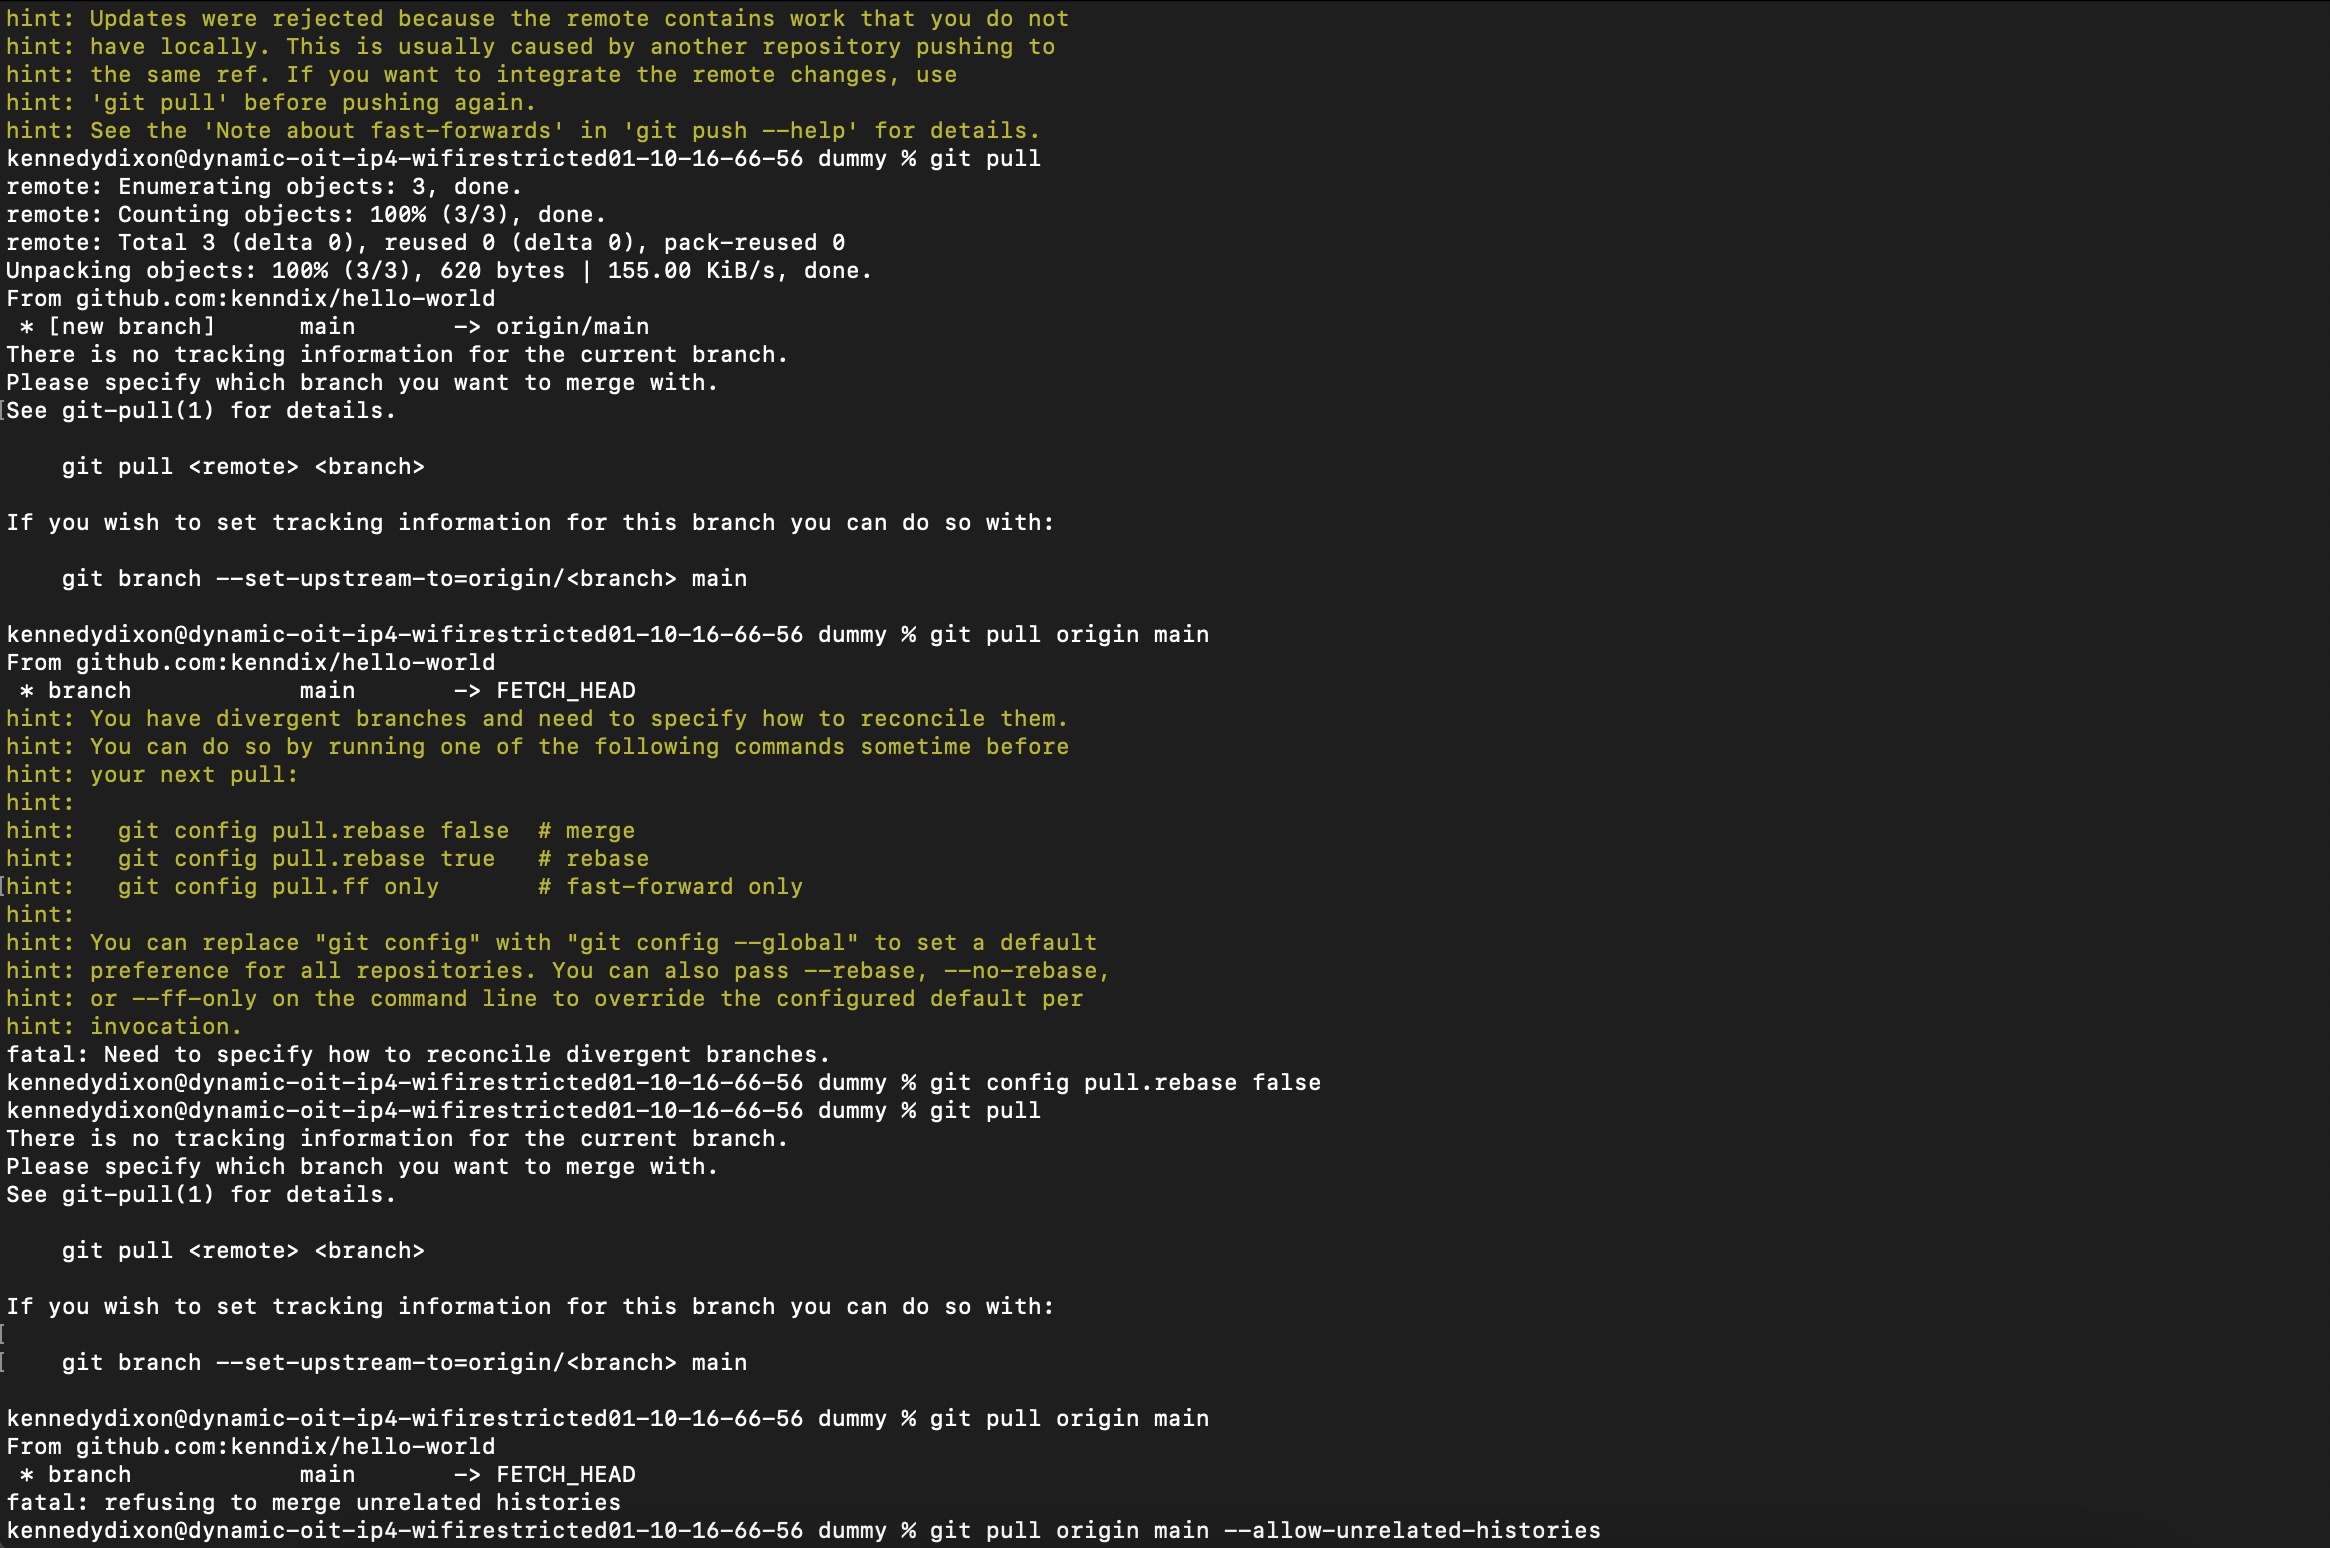 hint: Updates were rejected because the remote contains work that you do not
hint: have locally. This is usually caused by another repository pushing to
hint: the same ref. If you want to integrate the remote changes, use
hint: 'git pull' before pushing again.
hint: See the 'Note about fast-forwards' in 'git push --help' for details.
kennedydixon@dynamic-oit-ip4-wifirestricted01-10-16-66-56 dummy % git pull
remote: Enumerating objects: 3, done.
remote: Counting objects: 100% (3/3), done.
remote: Total 3 (delta 0), reused 0 (delta 0), pack-reused 0
Unpacking objects: 100% (3/3), 620 bytes | 155.00 KiB/s, done.
From github.com:kenndix/hello-world
 * [new branch]      main       -> origin/main
There is no tracking information for the current branch.
Please specify which branch you want to merge with.
See git-pull(1) for details.

    git pull <remote> <branch>

If you wish to set tracking information for this branch you can do so with:

    git branch --set-upstream-to=origin/<branch> main

kennedydixon@dynamic-oit-ip4-wifirestricted01-10-16-66-56 dummy % git pull origin main
From github.com:kenndix/hello-world
 * branch            main       -> FETCH_HEAD
hint: You have divergent branches and need to specify how to reconcile them.
hint: You can do so by running one of the following commands sometime before
hint: your next pull:
hint:
hint:   git config pull.rebase false  # merge
hint:   git config pull.rebase true   # rebase
hint:   git config pull.ff only       # fast-forward only
hint:
hint: You can replace "git config" with "git config --global" to set a default
hint: preference for all repositories. You can also pass --rebase, --no-rebase,
hint: or --ff-only on the command line to override the configured default per
hint: invocation.
fatal: Need to specify how to reconcile divergent branches.
kennedydixon@dynamic-oit-ip4-wifirestricted01-10-16-66-56 dummy % git config pull.rebase false
kennedydixon@dynamic-oit-ip4-wifirestricted01-10-16-66-56 dummy % git pull
There is no tracking information for the current branch.
Please specify which branch you want to merge with.
See git-pull(1) for details.

    git pull <remote> <branch>

If you wish to set tracking information for this branch you can do so with:

    git branch --set-upstream-to=origin/<branch> main

kennedydixon@dynamic-oit-ip4-wifirestricted01-10-16-66-56 dummy % git pull origin main
From github.com:kenndix/hello-world
 * branch            main       -> FETCH_HEAD
fatal: refusing to merge unrelated histories
kennedydixon@dynamic-oit-ip4-wifirestricted01-10-16-66-56 dummy % git pull origin main --allow-unrelated-histories